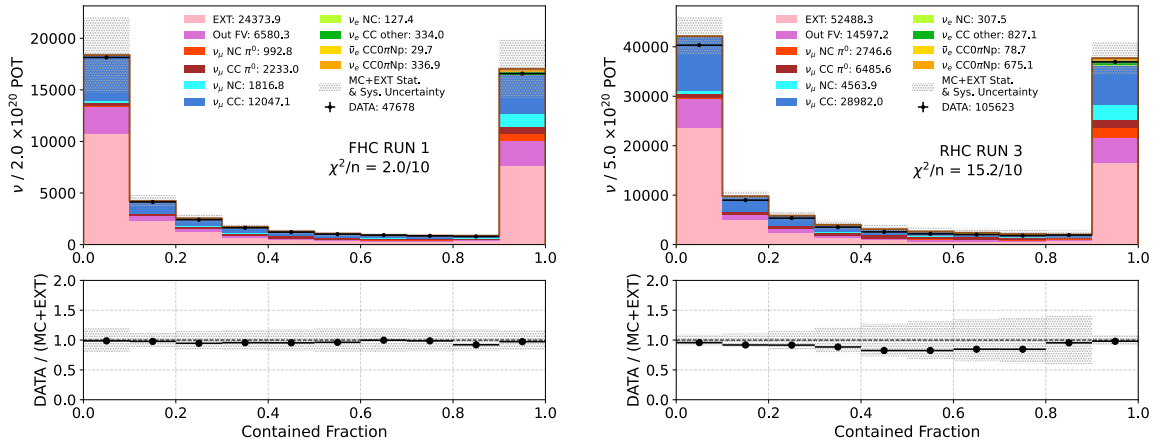 EXT: 24373.9
Out FV: 6580.3
νμ NC π⁰: 992.8
νμ CC π⁰: 2233.0
νμ NC: 1816.8
νμ CC: 12047.1
νe NC: 127.4
νe CC other: 334.0
ν̄e CC0πNp: 29.7
νe CC0πNp: 336.9
MC+EXT Stat.
& Sys. Uncertainty
DATA: 47678
FHC RUN 1
χ²/n = 2.0/10
ν / 2.0 ×10²⁰ POT
20000
15000
10000
5000
0
DATA / (MC+EXT)
2.0
1.5
1.0
0.5
0.0
0.0 0.2 0.4 0.6 0.8 1.0
Contained Fraction
EXT: 52488.3
Out FV: 14597.2
νμ NC π⁰: 2746.6
νμ CC π⁰: 6485.6
νμ NC: 4563.9
νμ CC: 28982.0
νe NC: 307.5
νe CC other: 827.1
ν̄e CC0πNp: 78.7
νe CC0πNp: 675.1
MC+EXT Stat.
& Sys. Uncertainty
DATA: 105623
RHC RUN 3
χ²/n = 15.2/10
ν / 5.0 ×10²⁰ POT
40000
30000
20000
10000
0
DATA / (MC+EXT)
2.0
1.5
1.0
0.5
0.0
0.0 0.2 0.4 0.6 0.8 1.0
Contained Fraction